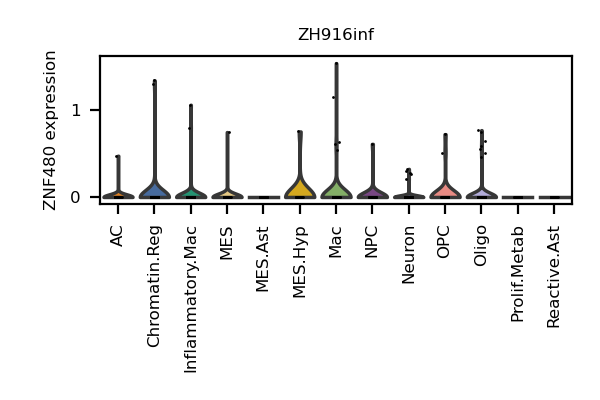 ZH916inf
ZNF480 expression
1
0
AC
Chromatin.Reg
Inflammatory.Mac
MES
MES.Ast
MES.Hyp
Mac
NPC
Neuron
OPC
Oligo
Prolif.Metab
Reactive.Ast